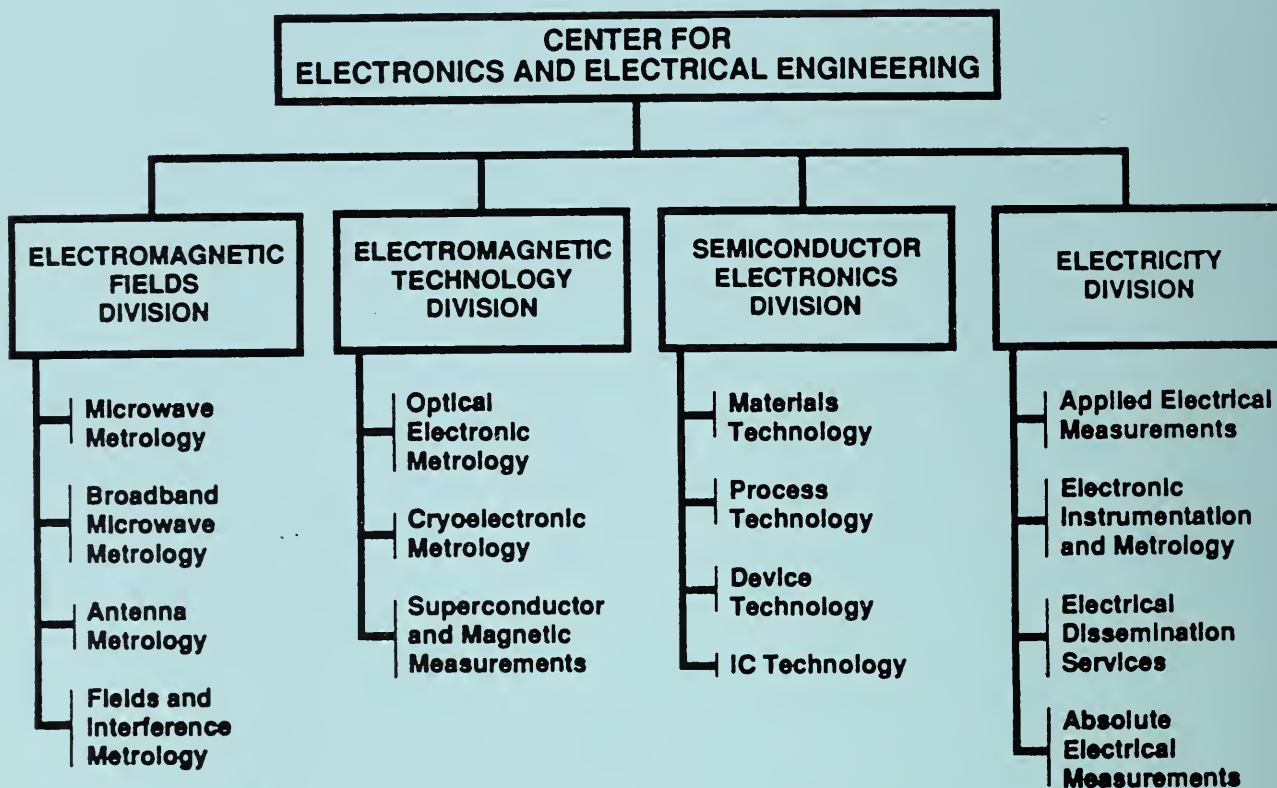 CENTER FOR
ELECTRONICS AND ELECTRICAL ENGINEERING
ELECTROMAGNETIC
FIELDS
DIVISION
Microwave
Metrology
Broadband
Microwave
Metrology
Antenna
Metrology
Fields and
Interference
Metrology
ELECTROMAGNETIC
TECHNOLOGY
DIVISION
Optical
Electronic
Metrology
Cryoelectronic
Metrology
Superconductor
and Magnetic
Measurements
SEMICONDUCTOR
ELECTRONICS
DIVISION
Materials
Technology
Process
Technology
Device
Technology
IC Technology
ELECTRICITY
DIVISION
Applied Electrical
Measurements
Electronic
Instrumentation
and Metrology
Electrical
Dissemination
Services
Absolute
Electrical
Measurements